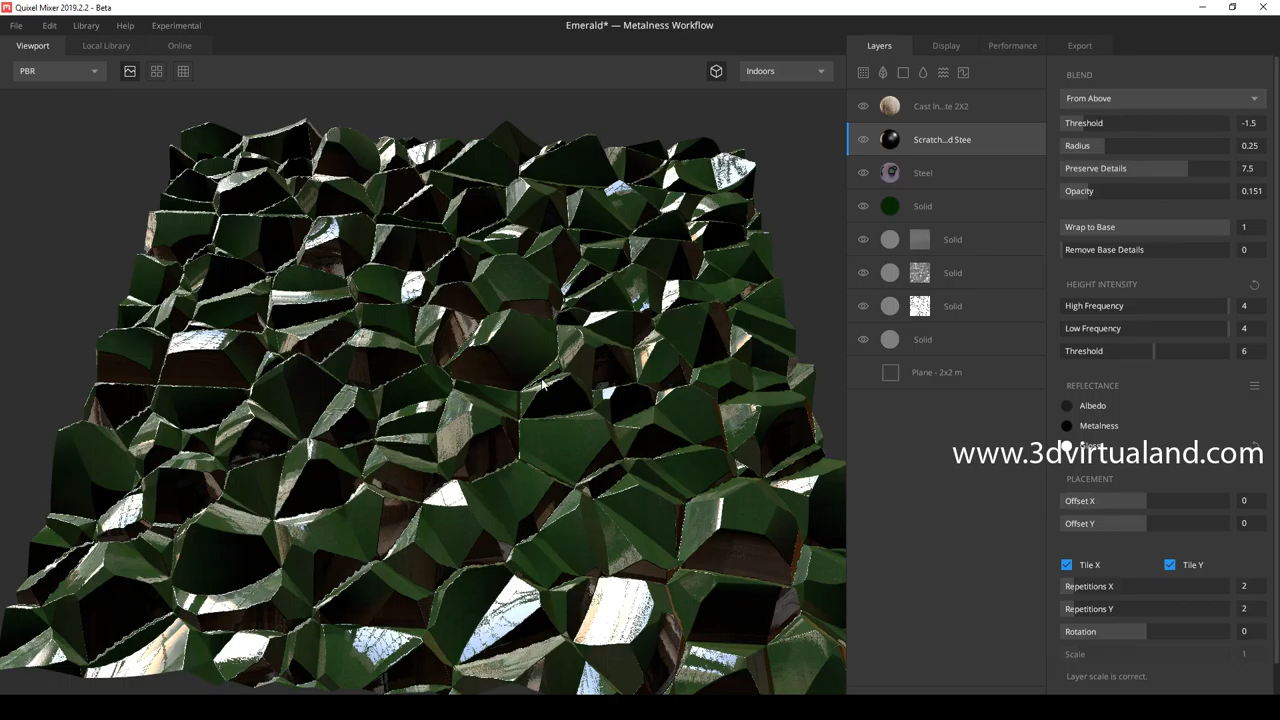 Quixel Mixer 2019.2.2 - Beta
File Edit Library Help Experimental
Emerald* — Metalness Workflow
Viewport Local Library Online
Layers Display Performance Export
PBR
Indoors
Cast In...te 2X2
Scratch...d Stee
Steel
Solid
Solid
Solid
Solid
Solid
Plane - 2x2 m
BLEND
From Above
Threshold -1.5
Radius 0.25
Preserve Details 7.5
Opacity 0.151
Wrap to Base 1
Remove Base Details 0
HEIGHT INTENSITY
High Frequency 4
Low Frequency 4
Threshold 6
REFLECTANCE
Albedo
Metalness
www.3dvirtualand.com
PLACEMENT
Offset X 0
Offset Y 0
Tile X Tile Y
Repetitions X 2
Repetitions Y 2
Rotation 0
Scale 1
Layer scale is correct.